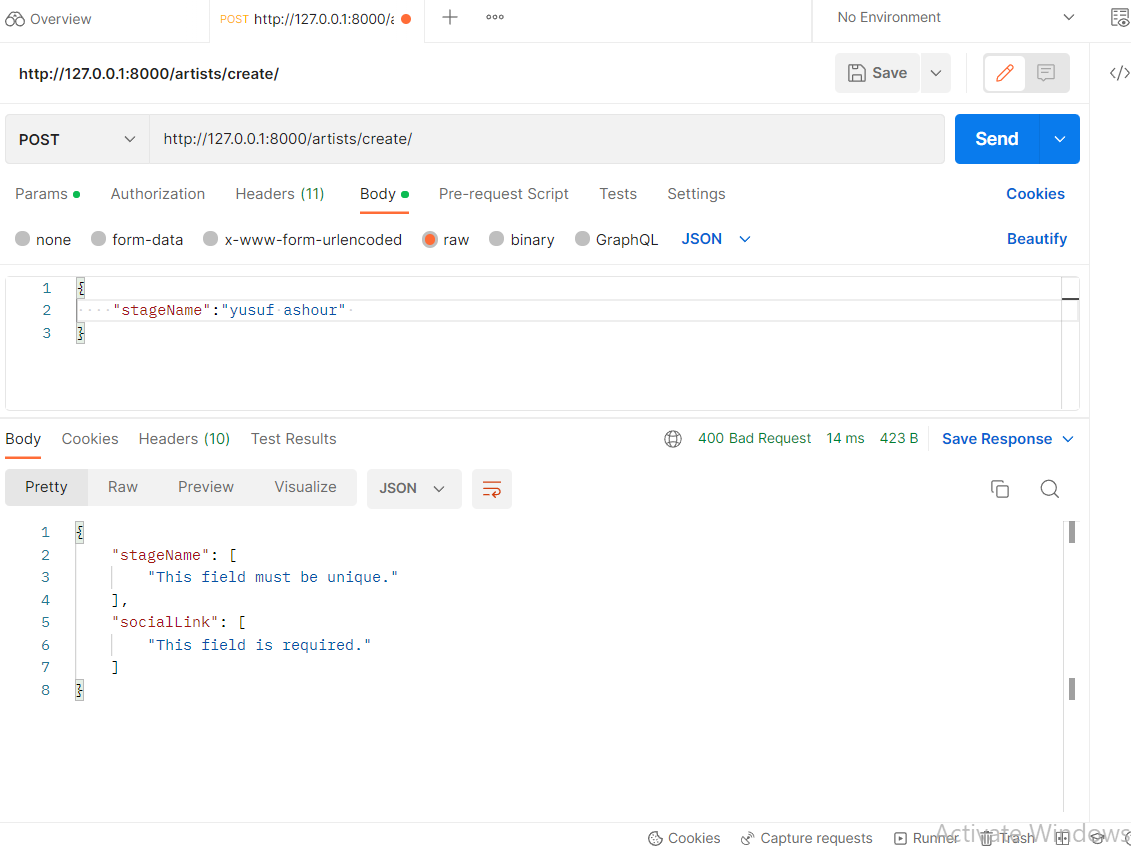 Overview
POST http://127.0.0.1:8000/a
No Environment
http://127.0.0.1:8000/artists/create/
Save
POST
http://127.0.0.1:8000/artists/create/
Send
Params
Authorization
Headers (11)
Body
Pre-request Script
Tests
Settings
Cookies
none
form-data
x-www-form-urlencoded
raw
binary
GraphQL
JSON
Beautify
1 {
2 "stageName":"yusuf ashour"
3 }
Body
Cookies
Headers (10)
Test Results
400 Bad Request
14 ms
423 B
Save Response
Pretty
Raw
Preview
Visualize
JSON
1 {
2 "stageName": [
3 "This field must be unique."
4 ],
5 "socialLink": [
6 "This field is required."
7 ]
8 }
Cookies
Capture requests
Runner
Trash
Activate Windows